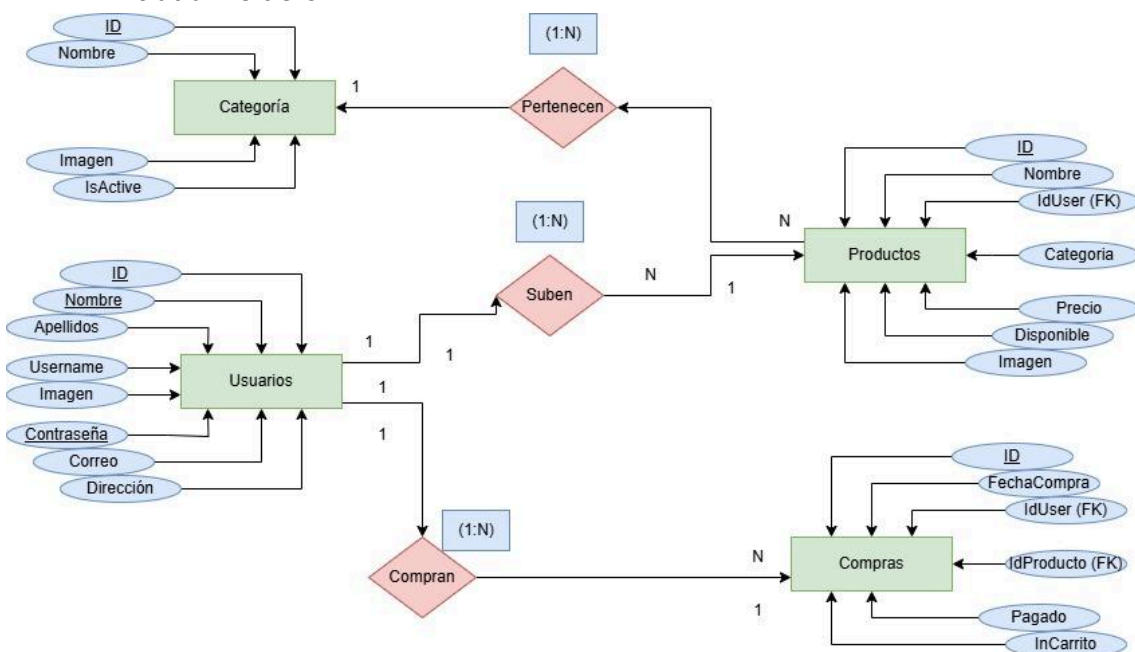 ID
Nombre
Categoría
Imagen
IsActive
1
(1:N)
Pertenecen
ID
Nombre
IdUser (FK)
N
Productos
Categoria
Precio
Disponible
Imagen
(1:N)
Suben
N
1
ID
Nombre
Apellidos
Username
Imagen
Usuarios
Contraseña
Correo
Dirección
1
1
1
1
(1:N)
Compran
N
1
ID
FechaCompra
IdUser (FK)
Compras
IdProducto (FK)
Pagado
InCarrito